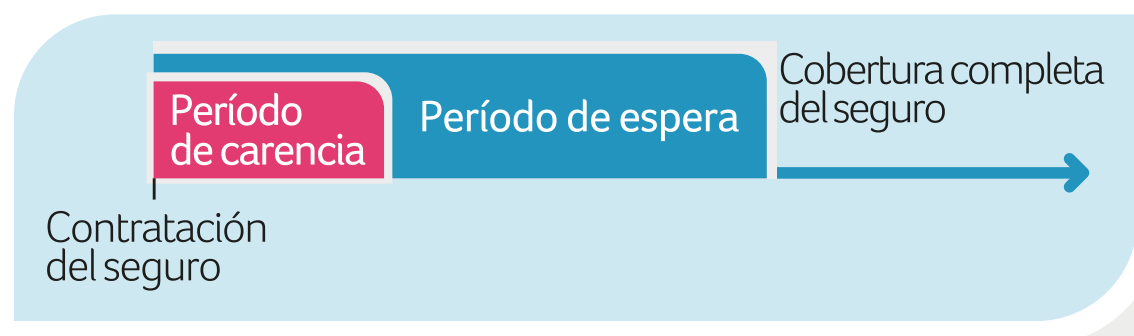 Período
de carencia
Período de espera
Cobertura completa
del seguro
Contratación
del seguro